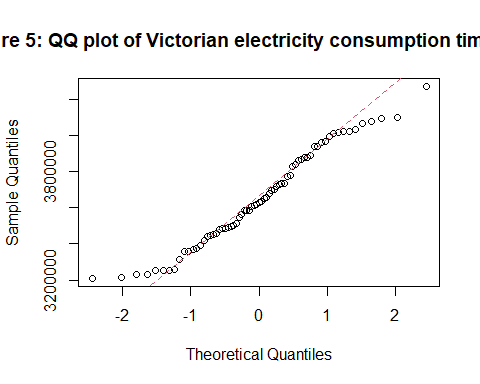 re 5: QQ plot of Victorian electricity consumption tim
Sample Quantiles
3800000
3200000
-2 -1 0 1 2
Theoretical Quantiles